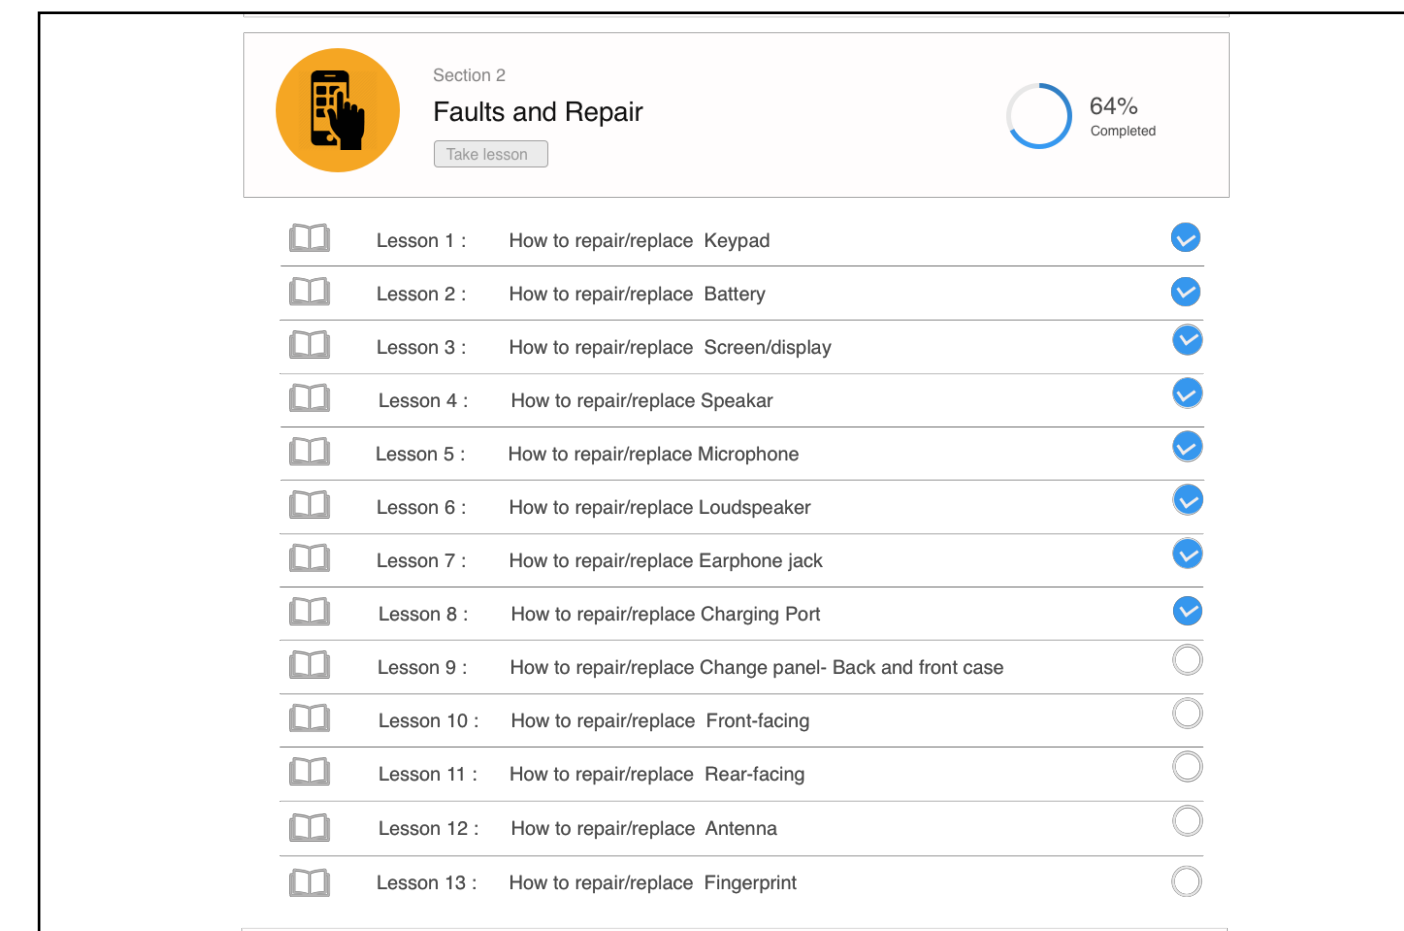 Section 2
Faults and Repair
Take lesson
64%
Completed
Lesson 1 : How to repair/replace Keypad
Lesson 2 : How to repair/replace Battery
Lesson 3 : How to repair/replace Screen/display
Lesson 4 : How to repair/replace Speakar
Lesson 5 : How to repair/replace Microphone
Lesson 6 : How to repair/replace Loudspeaker
Lesson 7 : How to repair/replace Earphone jack
Lesson 8 : How to repair/replace Charging Port
Lesson 9 : How to repair/replace Change panel- Back and front case
Lesson 10 : How to repair/replace Front-facing
Lesson 11 : How to repair/replace Rear-facing
Lesson 12 : How to repair/replace Antenna
Lesson 13 : How to repair/replace Fingerprint